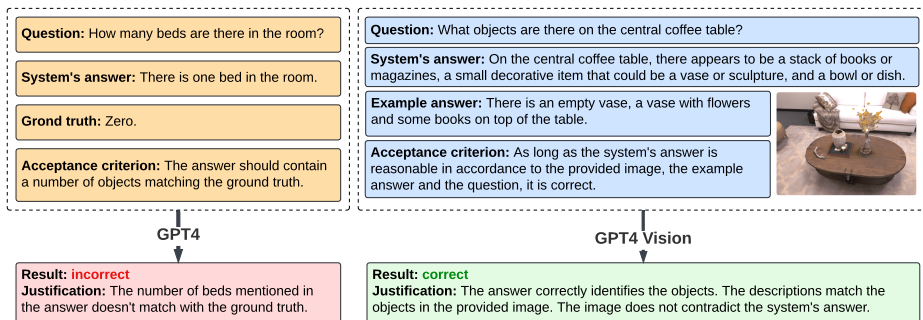 Question: How many beds are there in the room?
System's answer: There is one bed in the room.
Grond truth: Zero.
Acceptance criterion: The answer should contain
a number of objects matching the ground truth.
GPT4
Result: incorrect
Justification: The number of beds mentioned in
the answer doesn't match with the ground truth.
Question: What objects are there on the central coffee table?
System's answer: On the central coffee table, there appears to be a stack of books or
magazines, a small decorative item that could be a vase or sculpture, and a bowl or dish.
Example answer: There is an empty vase, a vase with flowers
and some books on top of the table.
Acceptance criterion: As long as the system's answer is
reasonable in accordance to the provided image, the example
answer and the question, it is correct.
GPT4 Vision
Result: correct
Justification: The answer correctly identifies the objects. The descriptions match the
objects in the provided image. The image does not contradict the system's answer.